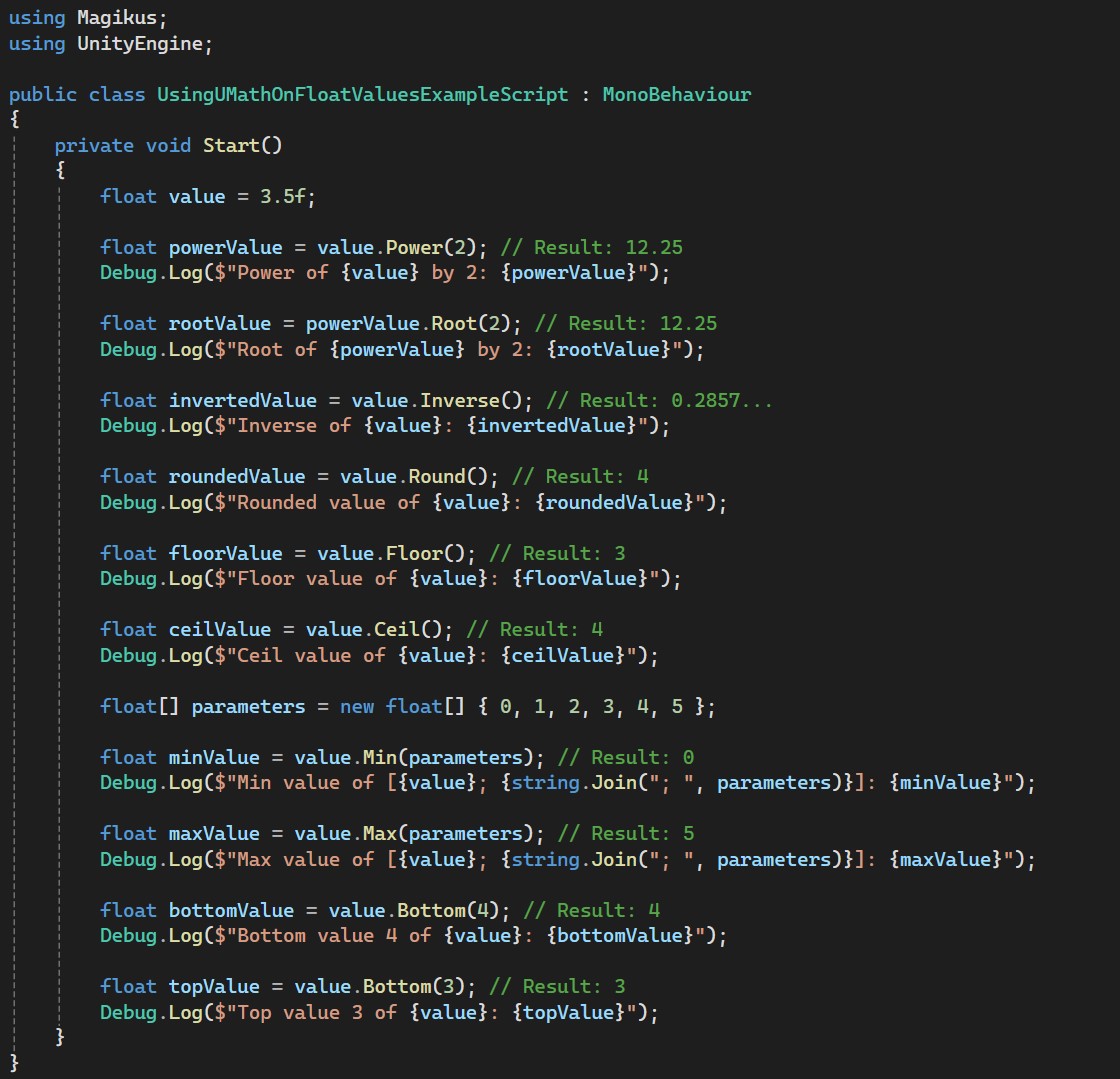 using Magikus;
using UnityEngine;

public class UsingUMathOnFloatValuesExampleScript : MonoBehaviour
{
    private void Start()
    {
        float value = 3.5f;

        float powerValue = value.Power(2); // Result: 12.25
        Debug.Log($"Power of {value} by 2: {powerValue}");

        float rootValue = powerValue.Root(2); // Result: 12.25
        Debug.Log($"Root of {powerValue} by 2: {rootValue}");

        float invertedValue = value.Inverse(); // Result: 0.2857...
        Debug.Log($"Inverse of {value}: {invertedValue}");

        float roundedValue = value.Round(); // Result: 4
        Debug.Log($"Rounded value of {value}: {roundedValue}");

        float floorValue = value.Floor(); // Result: 3
        Debug.Log($"Floor value of {value}: {floorValue}");

        float ceilValue = value.Ceil(); // Result: 4
        Debug.Log($"Ceil value of {value}: {ceilValue}");

        float[] parameters = new float[] { 0, 1, 2, 3, 4, 5 };

        float minValue = value.Min(parameters); // Result: 0
        Debug.Log($"Min value of [{value}; {string.Join("; ", parameters)}]: {minValue}");

        float maxValue = value.Max(parameters); // Result: 5
        Debug.Log($"Max value of [{value}; {string.Join("; ", parameters)}]: {maxValue}");

        float bottomValue = value.Bottom(4); // Result: 4
        Debug.Log($"Bottom value 4 of {value}: {bottomValue}");

        float topValue = value.Bottom(3); // Result: 3
        Debug.Log($"Top value 3 of {value}: {topValue}");
    }
}